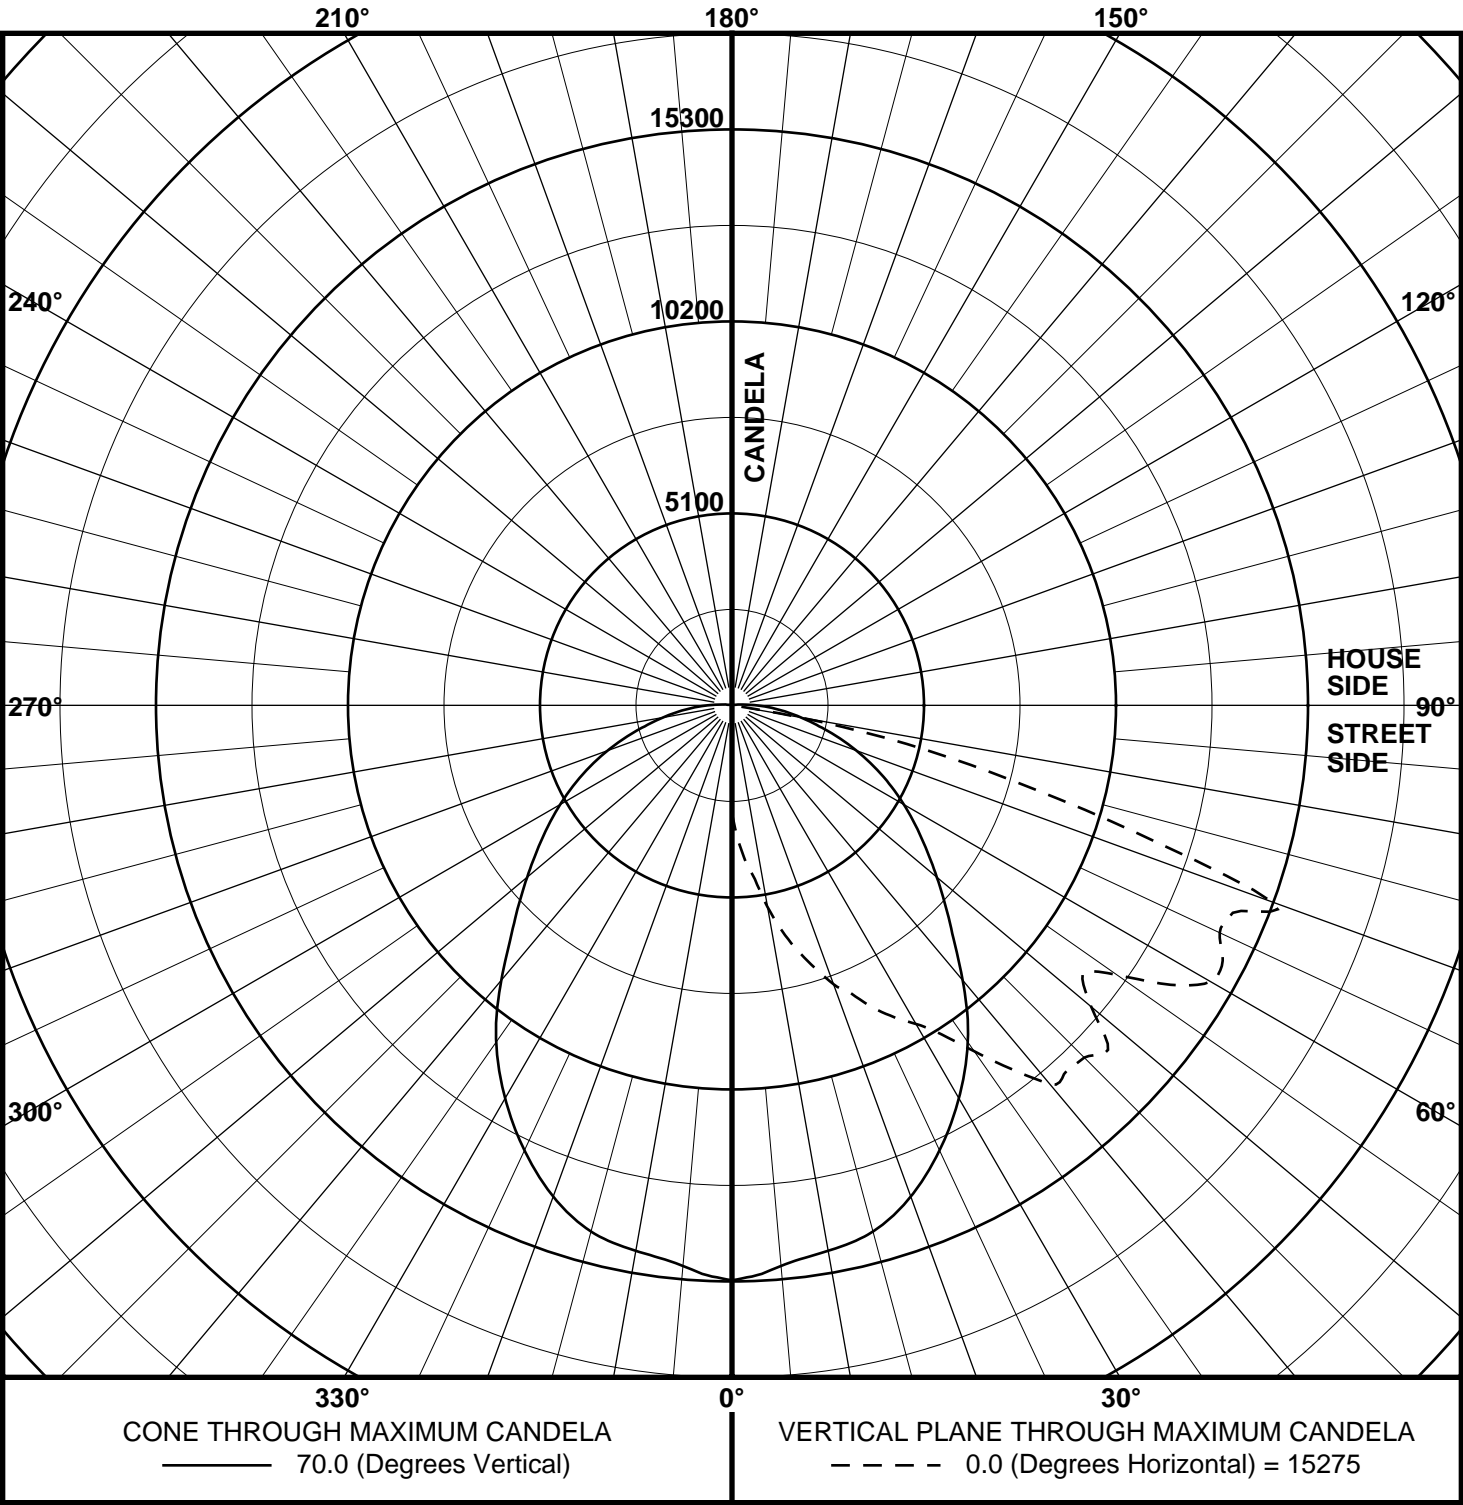 210°
180°
150°
15300
240°
120°
10200
CANDELA
5100
HOUSE
SIDE
270°
90°
STREET
SIDE
300°
60°
330°
0°
30°
CONE THROUGH MAXIMUM CANDELA
70.0 (Degrees Vertical)
VERTICAL PLANE THROUGH MAXIMUM CANDELA
0.0 (Degrees Horizontal) = 15275